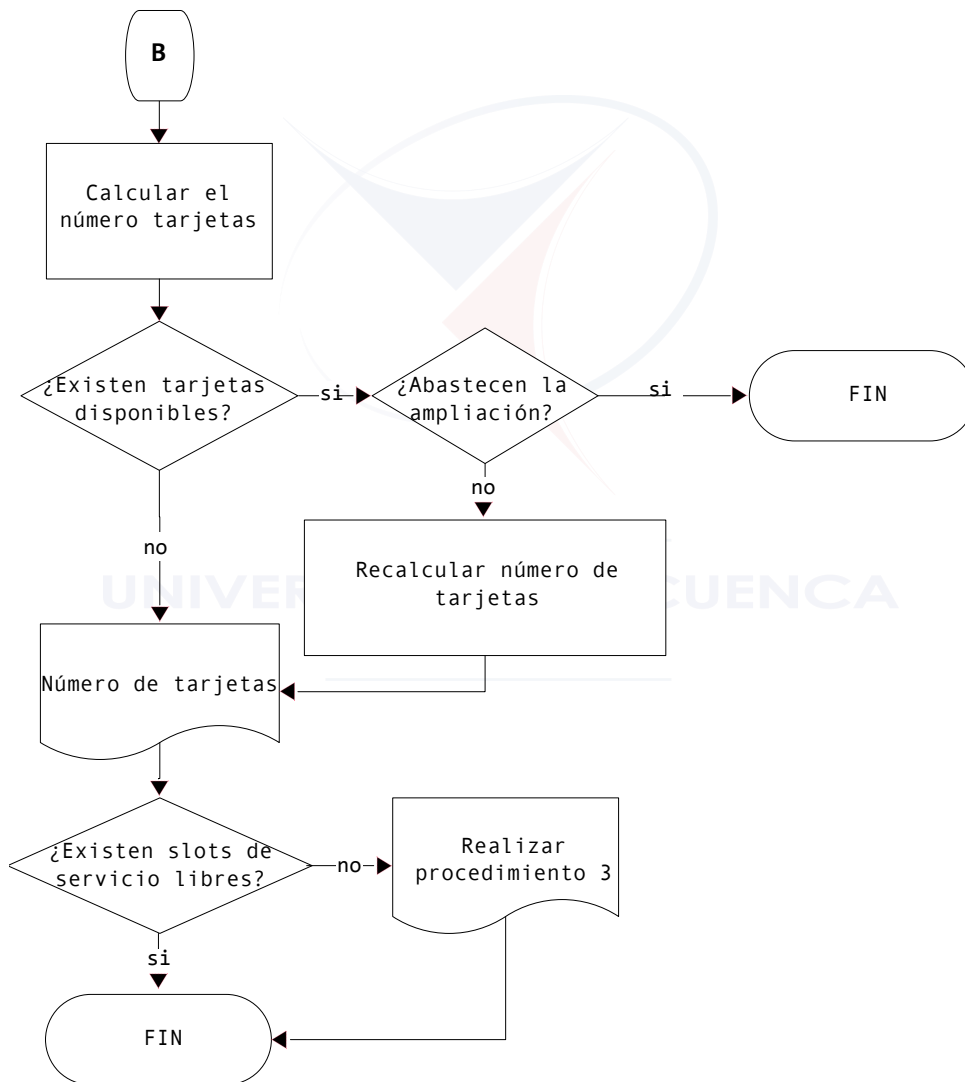 B
Calcular el
número tarjetas
¿Existen tarjetas
disponibles?
si
¿Abastecen la
ampliación?
si
FIN
no
no
Recalcular número de
tarjetas
UNIVER
CUENCA
Número de tarjetas
¿Existen slots de
servicio libres?
no
Realizar
procedimiento 3
si
FIN